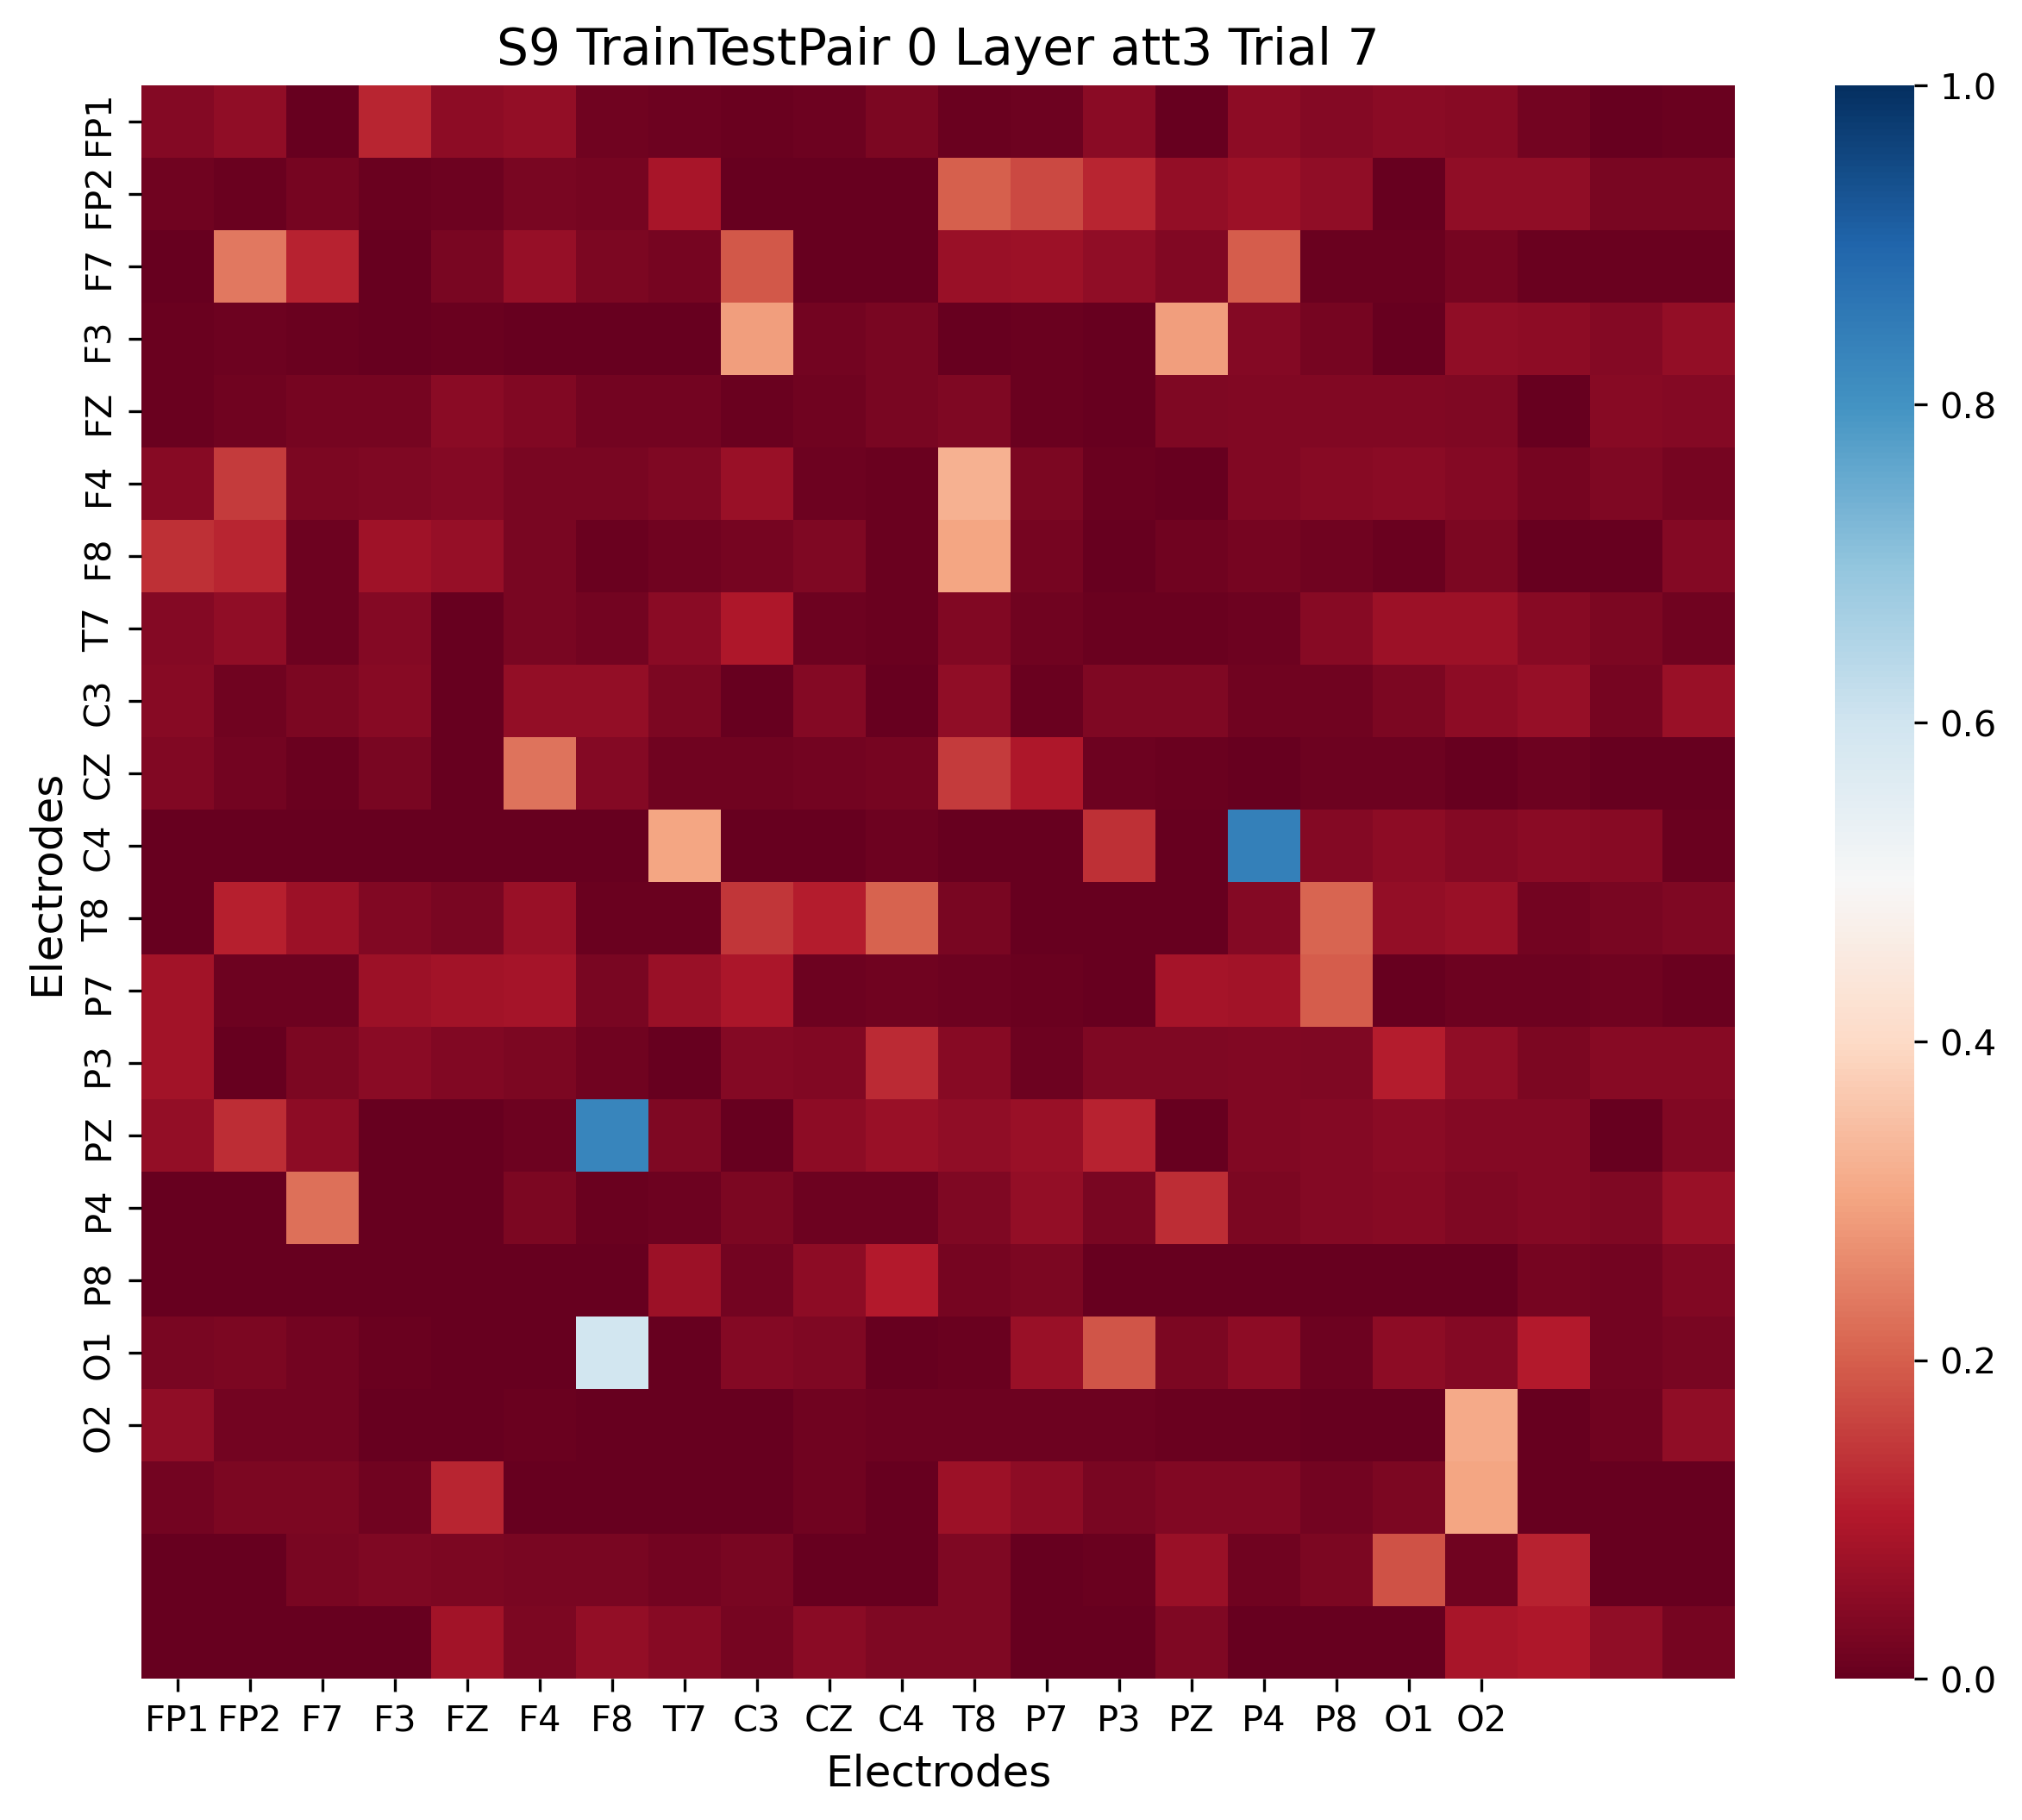 S9 TrainTestPair 0 Layer att3 Trial 7
Electrodes
FP1
FP2
F7
F3
FZ
F4
F8
T7
C3
CZ
C4
T8
P7
P3
PZ
P4
P8
O1
O2
FP1 FP2 F7 F3 FZ F4 F8 T7 C3 CZ C4 T8 P7 P3 PZ P4 P8 O1 O2
Electrodes
1.0
0.8
0.6
0.4
0.2
0.0